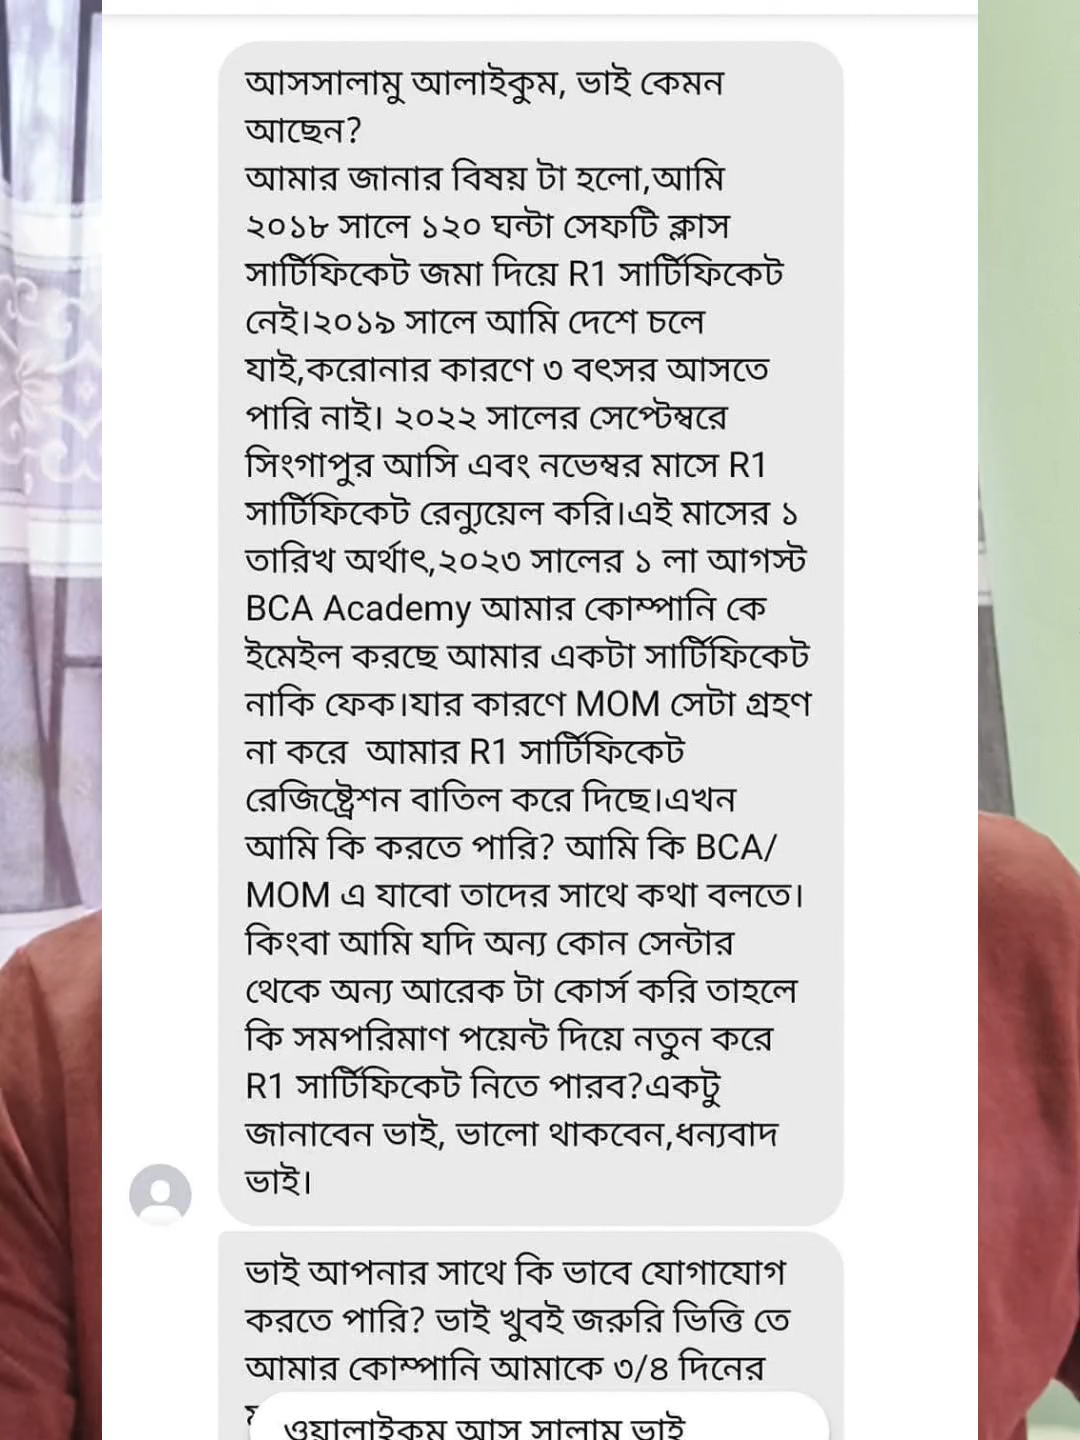 আসসালামু আলাইকুম, ভাই কেমন
আছেন?
আমার জানার বিষয় টা হলো,আমি
২০১৮ সালে ১২০ ঘন্টা সেফটি ক্লাস
সার্টিফিকেট জমা দিয়ে R1 সার্টিফিকেট
নেই।২০১৯ সালে আমি দেশে চলে
যাই,করোনার কারণে ৩ বৎসর আসতে
পারি নাই। ২০২২ সালের সেপ্টেম্বরে
সিংগাপুর আসি এবং নভেম্বর মাসে R1
সার্টিফিকেট রেন্যুয়েল করি।এই মাসের ১
তারিখ অর্থাৎ,২০২৩ সালের ১ লা আগস্ট
BCA Academy আমার কোম্পানি কে
ইমেইল করছে আমার একটা সার্টিফিকেট
নাকি ফেক।যার কারণে MOM সেটা গ্রহণ
না করে আমার R1 সার্টিফিকেট
রেজিষ্ট্রেশন বাতিল করে দিছে।এখন
আমি কি করতে পারি? আমি কি BCA/
MOM এ যাবো তাদের সাথে কথা বলতে।
কিংবা আমি যদি অন্য কোন সেন্টার
থেকে অন্য আরেক টা কোর্স করি তাহলে
কি সমপরিমাণ পয়েন্ট দিয়ে নতুন করে
R1 সার্টিফিকেট নিতে পারব?একটু
জানাবেন ভাই, ভালো থাকবেন,ধন্যবাদ
ভাই।
ভাই আপনার সাথে কি ভাবে যোগাযোগ
করতে পারি? ভাই খুবই জরুরি ভিত্তি তে
আমার কোম্পানি আমাকে ৩/৪ দিনের
ওয়ালাইকুম আস সালাম ভাই